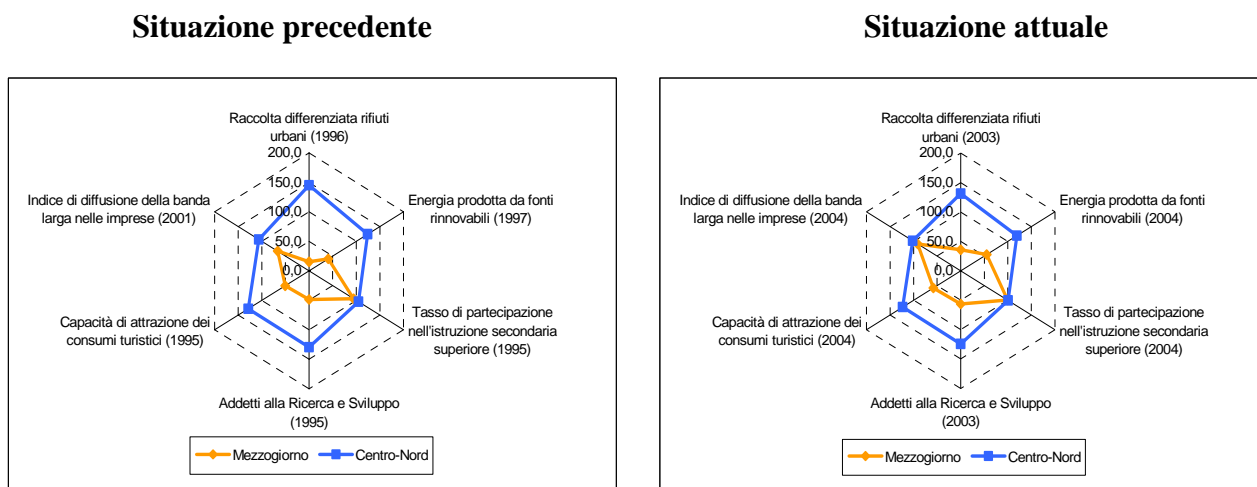 Situazione precedente
Raccolta differenziata rifiuti
urbani (1996)
200,0
150,0
100,0
50,0
0,0
Indice di diffusione della banda
larga nelle imprese (2001)
Energia prodotta da fonti
rinnovabili (1997)
Capacità di attrazione dei
consumi turistici (1995)
Tasso di partecipazione
nell'istruzione secondaria
superiore (1995)
Addetti alla Ricerca e Sviluppo
(1995)
Mezzogiorno Centro-Nord
Situazione attuale
Raccolta differenziata rifiuti
urbani (2003)
200,0
150,0
100,0
50,0
0,0
Indice di diffusione della banda
larga nelle imprese (2004)
Energia prodotta da fonti
rinnovabili (2004)
Capacità di attrazione dei
consumi turistici (2004)
Tasso di partecipazione
nell'istruzione secondaria
superiore (2004)
Addetti alla Ricerca e Sviluppo
(2003)
Mezzogiorno Centro-Nord